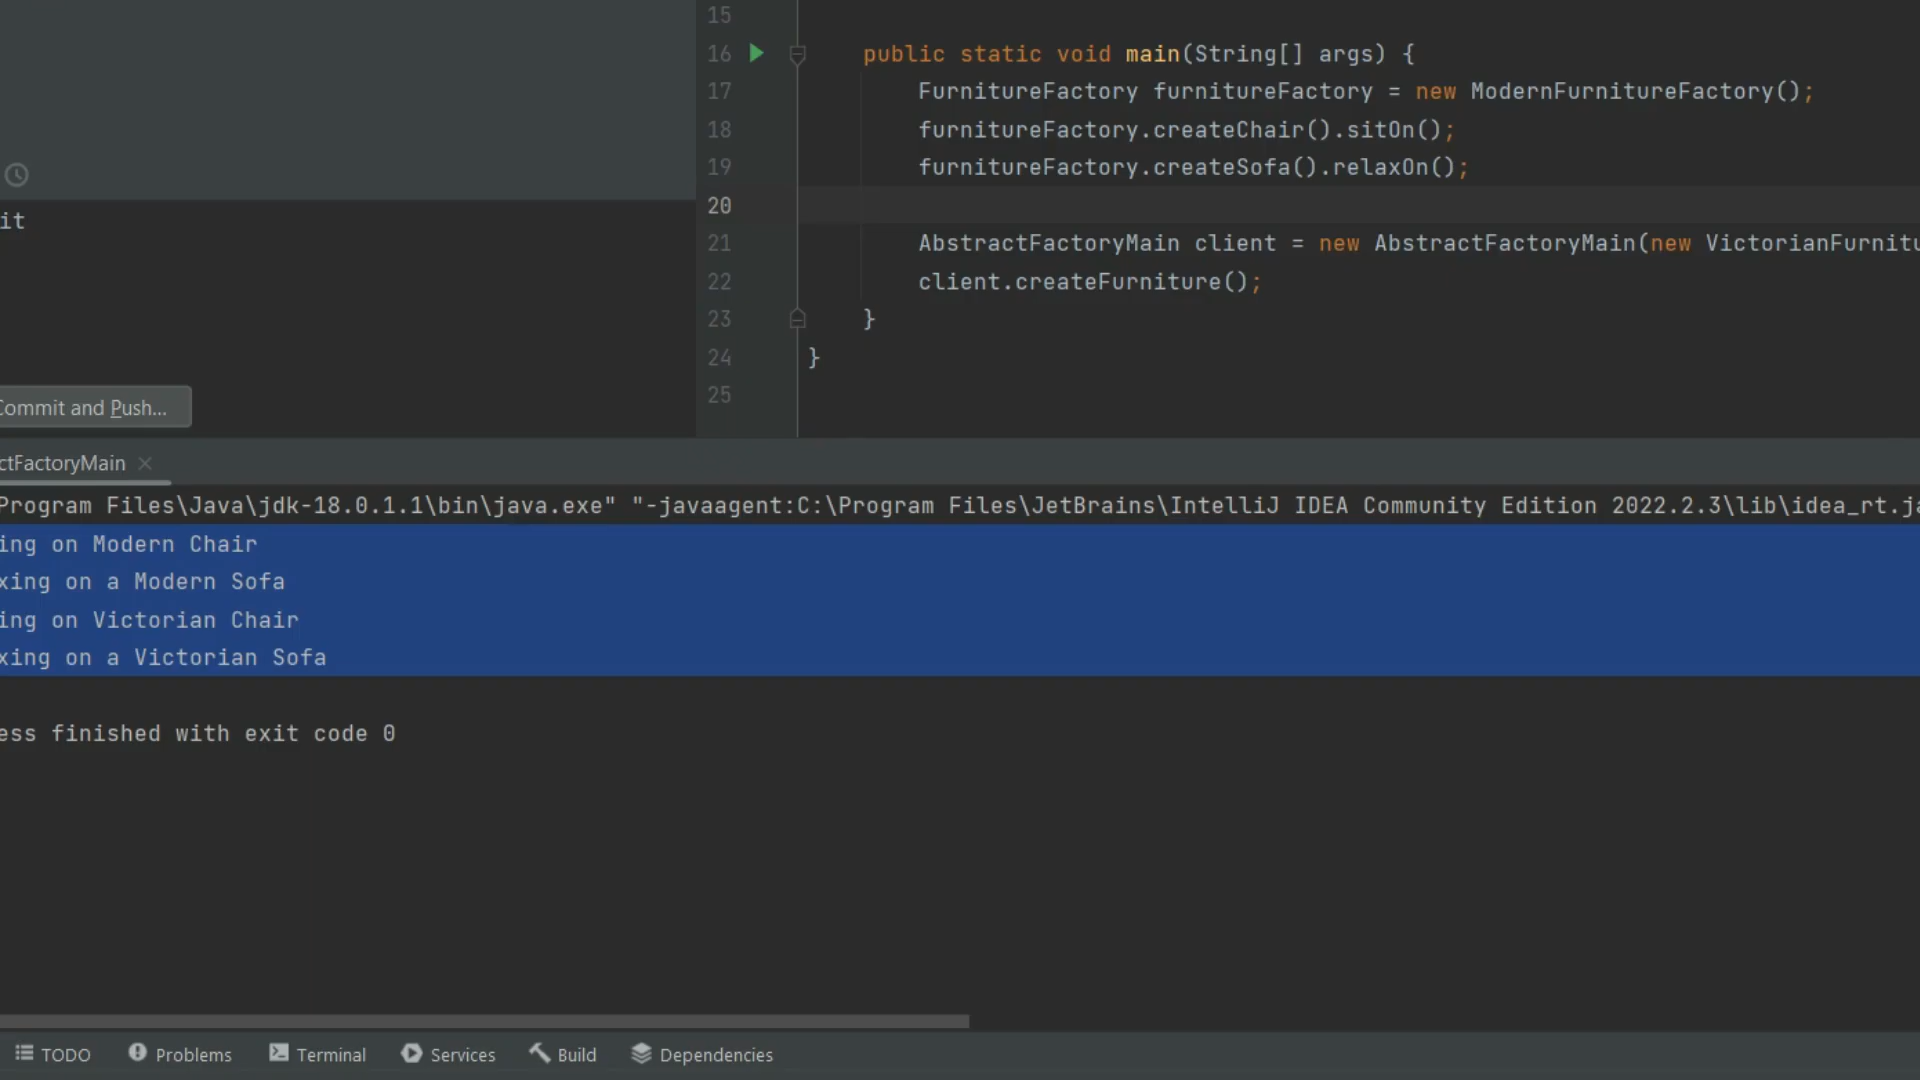 15
16 public static void main(String[] args) {
17 FurnitureFactory furnitureFactory = new ModernFurnitureFactory();
18 furnitureFactory.createChair().sitOn();
19 furnitureFactory.createSofa().relaxOn();
20
21 AbstractFactoryMain client = new AbstractFactoryMain(new VictorianFurnitu
22 client.createFurniture();
23 }
24 }
25
it
Commit and Push...
ctFactoryMain
Program Files\Java\jdk-18.0.1.1\bin\java.exe" "-javaagent:C:\Program Files\JetBrains\IntelliJ IDEA Community Edition 2022.2.3\lib\idea_rt.ja
ing on Modern Chair
xing on a Modern Sofa
ing on Victorian Chair
xing on a Victorian Sofa
ess finished with exit code 0
TODO Problems Terminal Services Build Dependencies